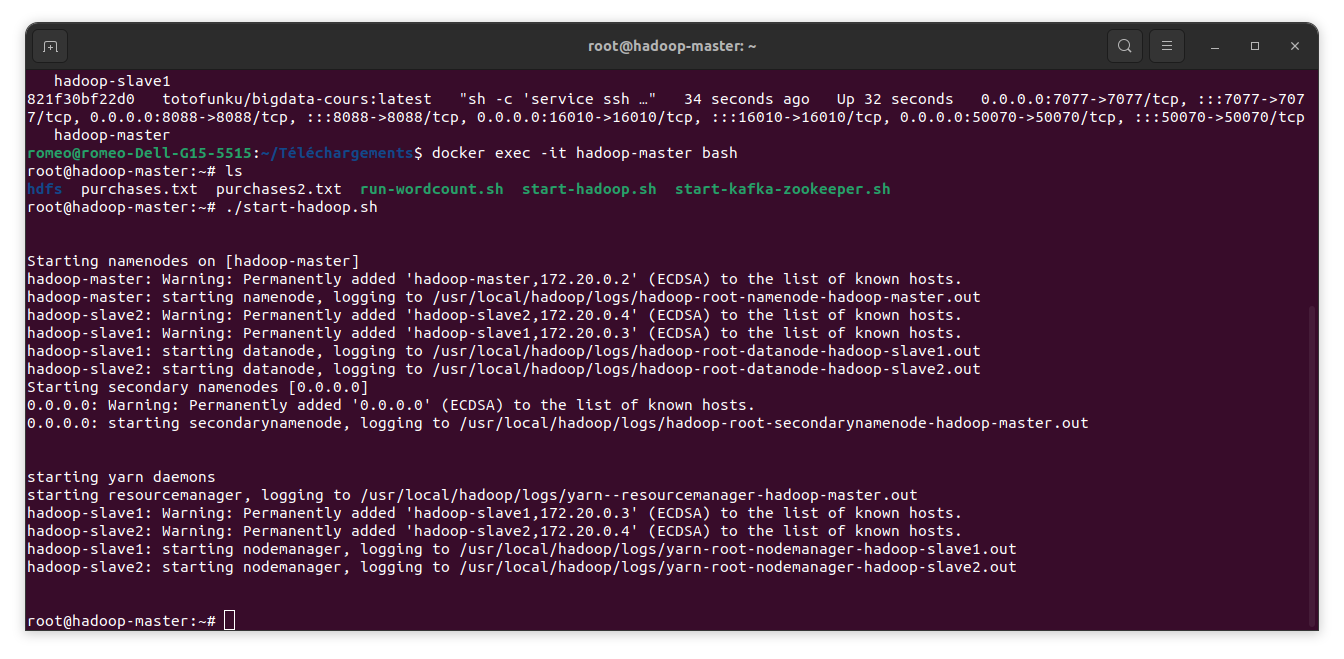 root@hadoop-master: ~
hadoop-slave1
821f30bf22d0   totofunku/bigdata-cours:latest   "sh -c 'service ssh …"   34 seconds ago   Up 32 seconds   0.0.0.0:7077->7077/tcp, :::7077->707
7/tcp, 0.0.0.0:8088->8088/tcp, :::8088->8088/tcp, 0.0.0.0:16010->16010/tcp, :::16010->16010/tcp, 0.0.0.0:50070->50070/tcp, :::50070->50070/tcp
hadoop-master
romeo@romeo-Dell-G15-5515:~/Téléchargements$ docker exec -it hadoop-master bash
root@hadoop-master:~# ls
hdfs  purchases.txt  purchases2.txt  run-wordcount.sh  start-hadoop.sh  start-kafka-zookeeper.sh
root@hadoop-master:~# ./start-hadoop.sh
Starting namenodes on [hadoop-master]
hadoop-master: Warning: Permanently added 'hadoop-master,172.20.0.2' (ECDSA) to the list of known hosts.
hadoop-master: starting namenode, logging to /usr/local/hadoop/logs/hadoop-root-namenode-hadoop-master.out
hadoop-slave2: Warning: Permanently added 'hadoop-slave2,172.20.0.4' (ECDSA) to the list of known hosts.
hadoop-slave1: Warning: Permanently added 'hadoop-slave1,172.20.0.3' (ECDSA) to the list of known hosts.
hadoop-slave1: starting datanode, logging to /usr/local/hadoop/logs/hadoop-root-datanode-hadoop-slave1.out
hadoop-slave2: starting datanode, logging to /usr/local/hadoop/logs/hadoop-root-datanode-hadoop-slave2.out
Starting secondary namenodes [0.0.0.0]
0.0.0.0: Warning: Permanently added '0.0.0.0' (ECDSA) to the list of known hosts.
0.0.0.0: starting secondarynamenode, logging to /usr/local/hadoop/logs/hadoop-root-secondarynamenode-hadoop-master.out
starting yarn daemons
starting resourcemanager, logging to /usr/local/hadoop/logs/yarn--resourcemanager-hadoop-master.out
hadoop-slave1: Warning: Permanently added 'hadoop-slave1,172.20.0.3' (ECDSA) to the list of known hosts.
hadoop-slave2: Warning: Permanently added 'hadoop-slave2,172.20.0.4' (ECDSA) to the list of known hosts.
hadoop-slave1: starting nodemanager, logging to /usr/local/hadoop/logs/yarn-root-nodemanager-hadoop-slave1.out
hadoop-slave2: starting nodemanager, logging to /usr/local/hadoop/logs/yarn-root-nodemanager-hadoop-slave2.out
root@hadoop-master:~#